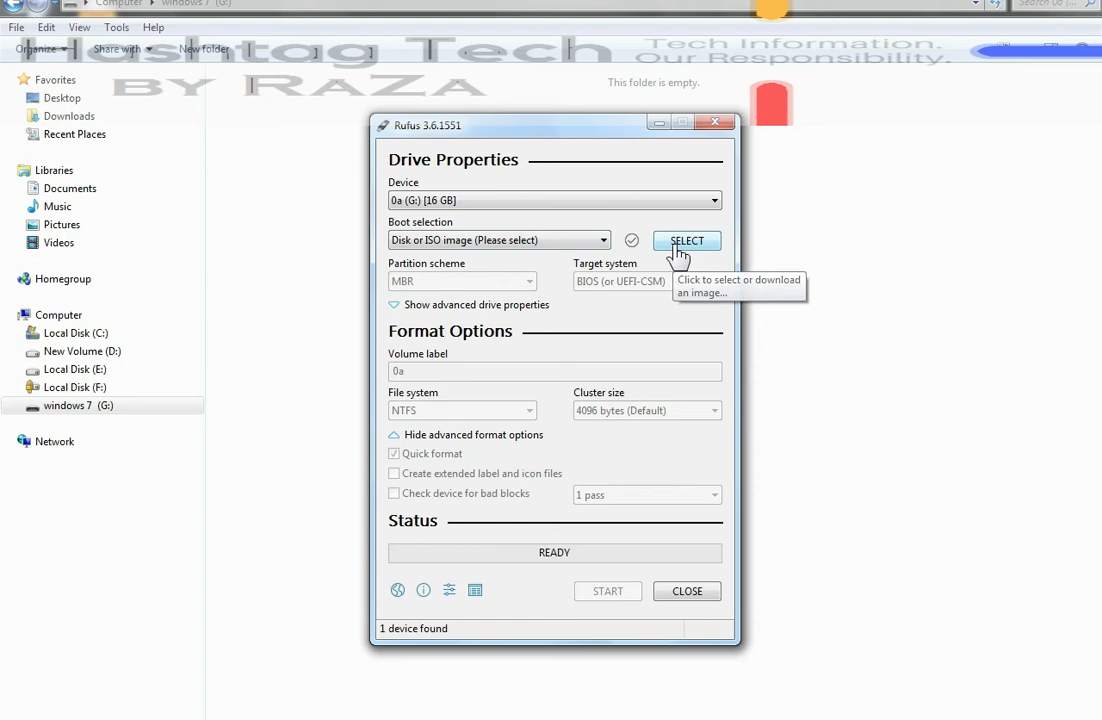 Computer windows 7 (G:) Search 0a (...
File Edit View Tools Help
Organize Share with New folder
Hashtag Tech
BY RAZA
Tech Information.
Our Responsibility.
This folder is empty.
Favorites
Desktop
Downloads
Recent Places
Libraries
Documents
Music
Pictures
Videos
Homegroup
Computer
Local Disk (C:)
New Volume (D:)
Local Disk (E:)
Local Disk (F:)
windows 7 (G:)
Network
Rufus 3.6.1551
Drive Properties
Device
0a (G:) [16 GB]
Boot selection
Disk or ISO image (Please select)
SELECT
Partition scheme Target system
MBR BIOS (or UEFI-CSM)
Click to select or download
an image...
Show advanced drive properties
Format Options
Volume label
0a
File system Cluster size
NTFS 4096 bytes (Default)
Hide advanced format options
Quick format
Create extended label and icon files
Check device for bad blocks 1 pass
Status
READY
START CLOSE
1 device found